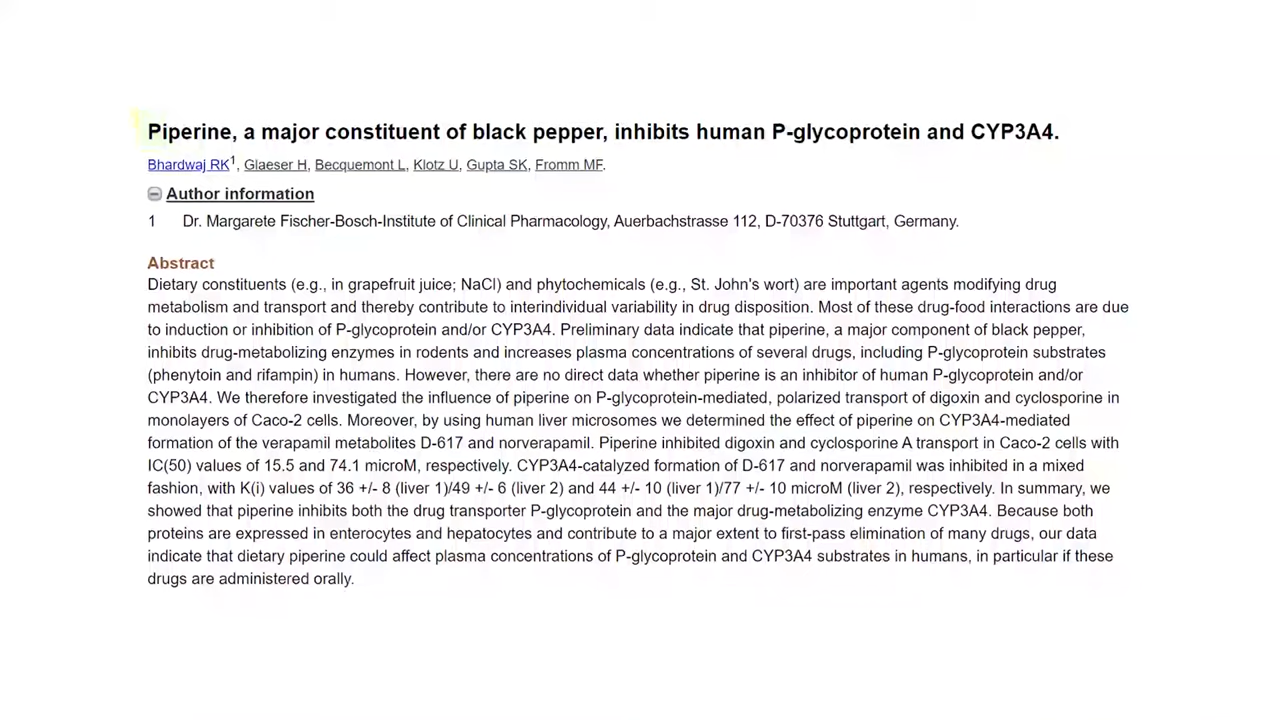 Piperine, a major constituent of black pepper, inhibits human P-glycoprotein and CYP3A4.
Bhardwaj RK1, Glaeser H, Becquemont L, Klotz U, Gupta SK, Fromm MF.
Author information
1 Dr. Margarete Fischer-Bosch-Institute of Clinical Pharmacology, Auerbachstrasse 112, D-70376 Stuttgart, Germany.
Abstract
Dietary constituents (e.g., in grapefruit juice; NaCl) and phytochemicals (e.g., St. John's wort) are important agents modifying drug
metabolism and transport and thereby contribute to interindividual variability in drug disposition. Most of these drug-food interactions are due
to induction or inhibition of P-glycoprotein and/or CYP3A4. Preliminary data indicate that piperine, a major component of black pepper,
inhibits drug-metabolizing enzymes in rodents and increases plasma concentrations of several drugs, including P-glycoprotein substrates
(phenytoin and rifampin) in humans. However, there are no direct data whether piperine is an inhibitor of human P-glycoprotein and/or
CYP3A4. We therefore investigated the influence of piperine on P-glycoprotein-mediated, polarized transport of digoxin and cyclosporine in
monolayers of Caco-2 cells. Moreover, by using human liver microsomes we determined the effect of piperine on CYP3A4-mediated
formation of the verapamil metabolites D-617 and norverapamil. Piperine inhibited digoxin and cyclosporine A transport in Caco-2 cells with
IC(50) values of 15.5 and 74.1 microM, respectively. CYP3A4-catalyzed formation of D-617 and norverapamil was inhibited in a mixed
fashion, with K(i) values of 36 +/- 8 (liver 1)/49 +/- 6 (liver 2) and 44 +/- 10 (liver 1)/77 +/- 10 microM (liver 2), respectively. In summary, we
showed that piperine inhibits both the drug transporter P-glycoprotein and the major drug-metabolizing enzyme CYP3A4. Because both
proteins are expressed in enterocytes and hepatocytes and contribute to a major extent to first-pass elimination of many drugs, our data
indicate that dietary piperine could affect plasma concentrations of P-glycoprotein and CYP3A4 substrates in humans, in particular if these
drugs are administered orally.